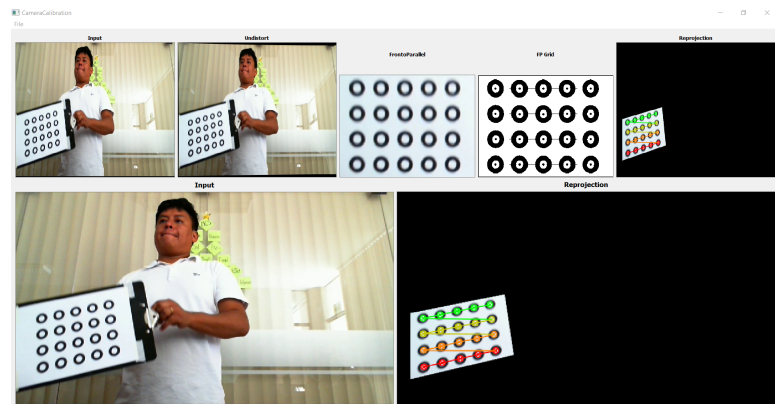 CameraCalibration
File
Input
Undistort
FrontoParallel
FP Grid
Reprojection
Input
Reprojection